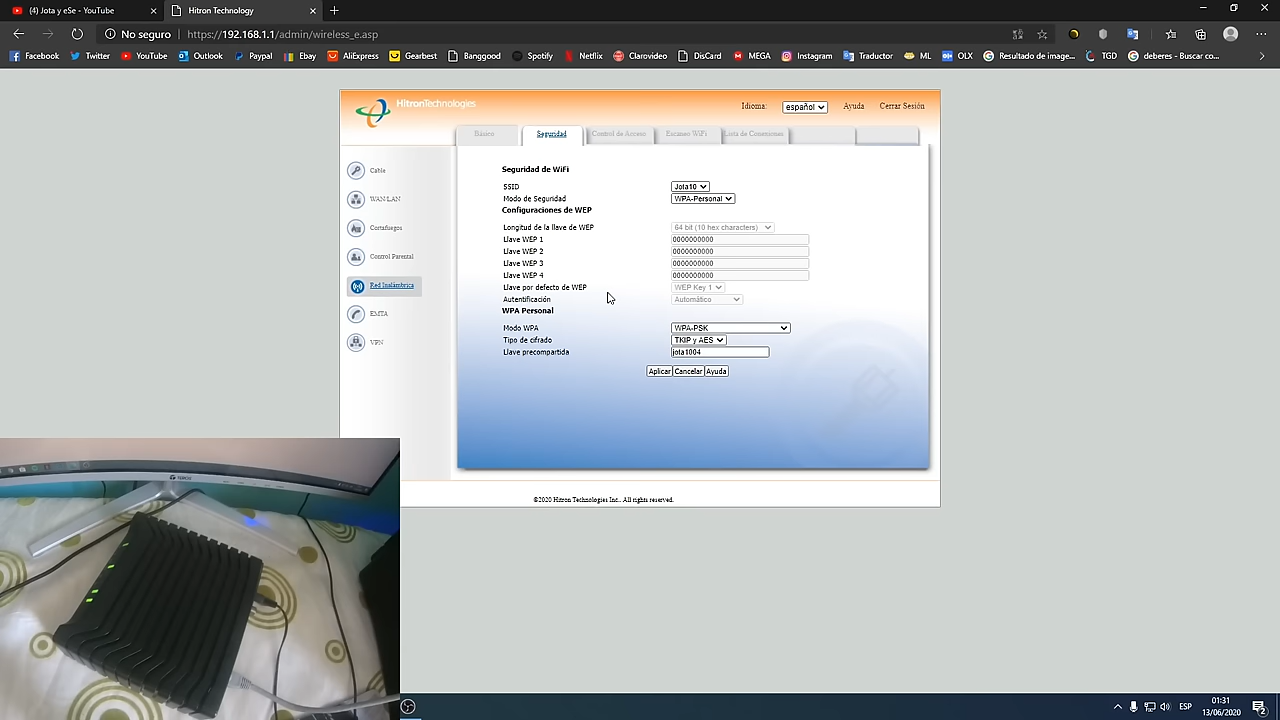 Jota y eSe - YouTube
Hitron Technology
No seguro
https://192.168.1.1/admin/wireless_e.asp
Facebook
Twitter
YouTube
Outlook
Paypal
Ebay
AliExpress
Gearbest
Banggood
Spotify
Netflix
Clarovideo
DisCard
MEGA
Instagram
Traductor
ML
OLX
Resultado de image...
TGD
deberes - Buscar co...
HitronTechnologies
Idioma:
español
Ayuda
Cerrar Sesión
Básico
Seguridad
Control de Acceso
Escaneo WiFi
Lista de Conexiones
Cable
WAN/LAN
Cortafuegos
Control Parental
Red Inalámbrica
EMTA
VPN
Seguridad de WiFi
SSID
Jota10
Modo de Seguridad
WPA-Personal
Configuraciones de WEP
Longitud de la llave de WEP
64 bit (10 hex characters)
Llave WEP 1
0000000000
Llave WEP 2
0000000000
Llave WEP 3
0000000000
Llave WEP 4
0000000000
Llave por defecto de WEP
WEP Key 1
Autentificación
Automático
WPA Personal
Modo WPA
WPA-PSK
Tipo de cifrado
TKIP y AES
Llave precompartida
jota1004
Aplicar
Cancelar
Ayuda
©2020 Hitron Technologies Inc.. All rights reserved.
ESP
01:31
13/06/2020
2